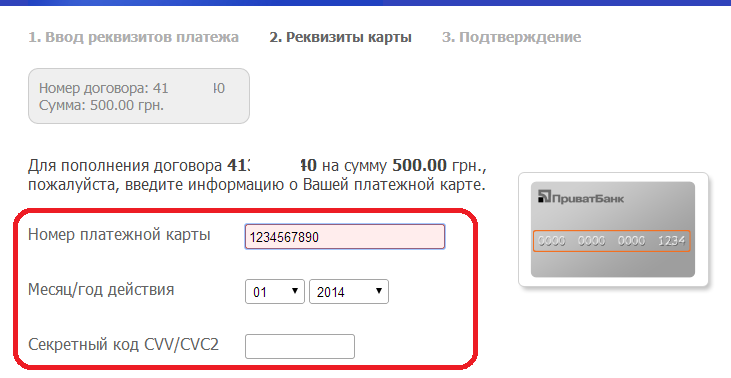 1. Ввод реквизитов платежа 2. Реквизиты карты 3. Подтверждение
Номер договора: 41 40
Сумма: 500.00 грн.
Для пополнения договора 41 40 на сумму 500.00 грн.,
пожалуйста, введите информацию о Вашей платежной карте.
ПриватБанк
0000 0000 0000 1234
Номер платежной карты 1234567890
Месяц/год действия 01 2014
Секретный код CVV/CVC2